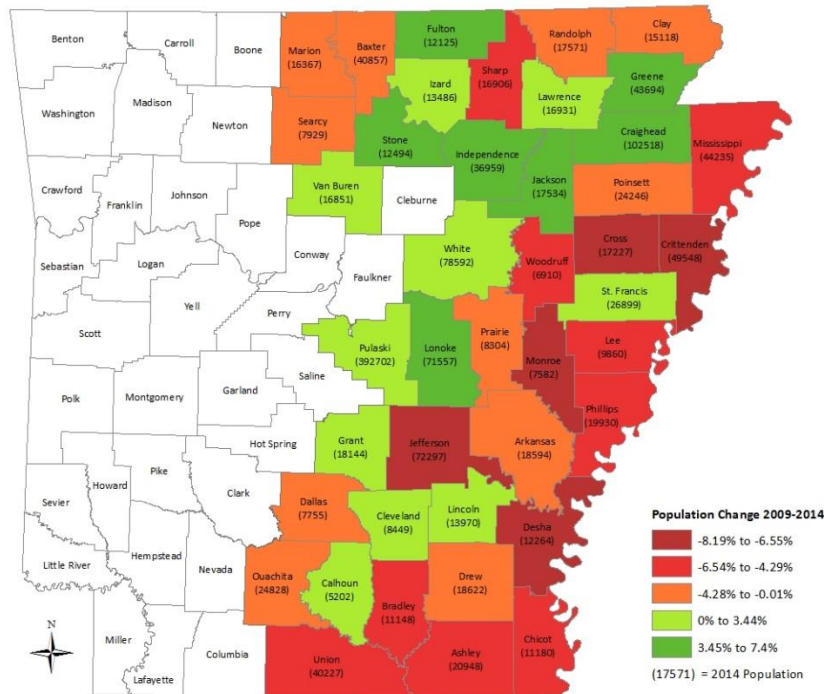 Benton
Carroll
Boone
Marion
(16367)
Baxter
(40857)
Fulton
(12125)
Randolph
(17571)
Clay
(15118)
Izard
(13486)
Sharp
(16906)
Greene
(43694)
Lawrence
(16931)
Washington
Madison
Newton
Searcy
(7929)
Stone
(12494)
Independence
(36959)
Jackson
(17534)
Craighead
(102518)
Mississippi
(44235)
Crawford
Franklin
Johnson
Pope
Van Buren
(16851)
Cleburne
Poinsett
(24246)
Sebastian
Logan
Conway
Faulkner
White
(78592)
Woodruff
(6910)
Cross
(17227)
Crittenden
(49548)
St. Francis
(26899)
Scott
Yell
Perry
Pulaski
(392702)
Lonoke
(71557)
Prairie
(8304)
Monroe
(7582)
Lee
(9860)
Polk
Montgomery
Garland
Saline
Phillips
(19930)
Hot Spring
Grant
(18144)
Jefferson
(72297)
Arkansas
(18594)
Sevier
Howard
Pike
Clark
Dallas
(7755)
Cleveland
(8449)
Lincoln
(13970)
Desha
(12264)
Little River
Hempstead
Nevada
Ouachita
(24828)
Calhoun
(5202)
Bradley
(11148)
Drew
(18622)
N
Miller
Lafayette
Columbia
Union
(40227)
Ashley
(20948)
Chicot
(11180)
Population Change 2009-2014
-8.19% to -6.55%
-6.54% to -4.29%
-4.28% to -0.01%
0% to 3.44%
3.45% to 7.4%
(17571) = 2014 Population